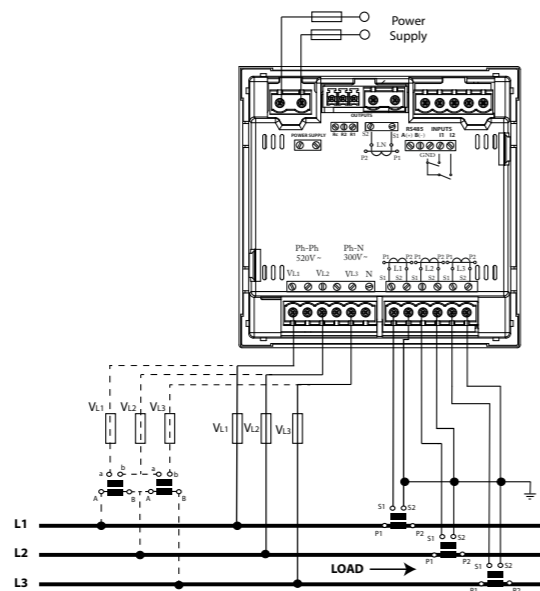 Power
Supply
OUTPUTS
POWER SUPPLY
Rc R2 R1
S2 S1
LN
P2 P1
RS485 INPUTS
A(+) B(-) I1 I2
GND
Ph-Ph Ph-N
520V~ 300V~
VL1 VL2 VL3 N
P1 P2 P1 P2 P1 P2
L1 L2 L3
S1 S2 S1 S2 S1 S2
VL1 VL2 VL3
VL1 VL2 VL3
a b a b
A B A B
S1 S2
L1
P1 P2
S1 S2
L2
P1 P2
LOAD
S1 S2
L3
P1 P2